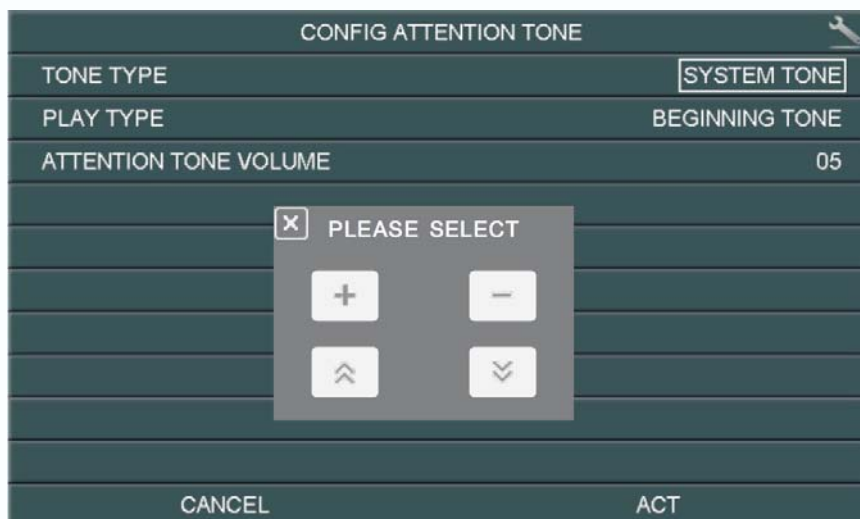 CONFIG ATTENTION TONE
TONE TYPE SYSTEM TONE
PLAY TYPE BEGINNING TONE
ATTENTION TONE VOLUME 05
PLEASE SELECT
CANCEL ACT